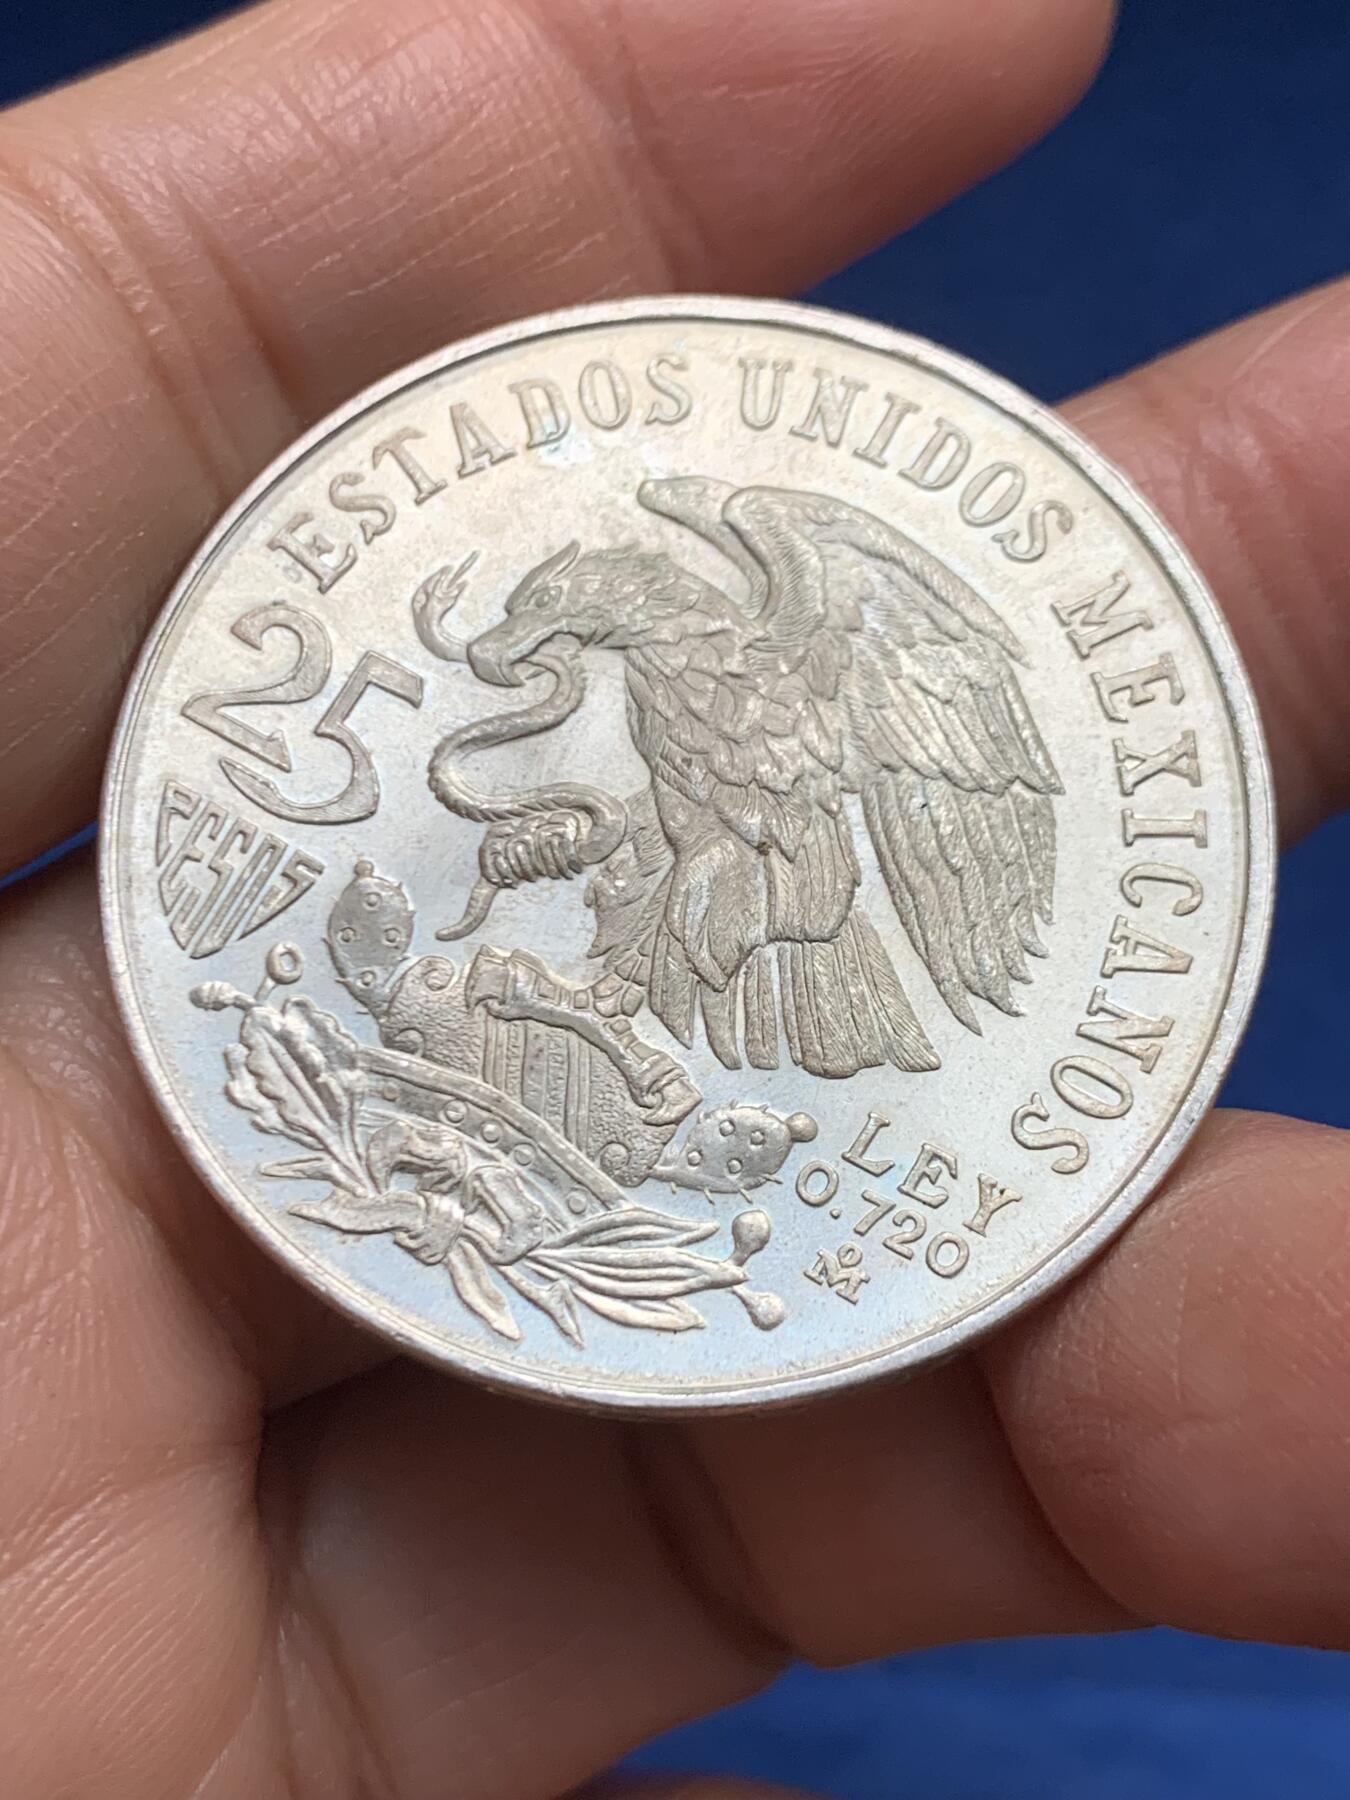 ESTADOS UNIDOS MEXICANOS
25
PESOS
LEY
0.720
Mo